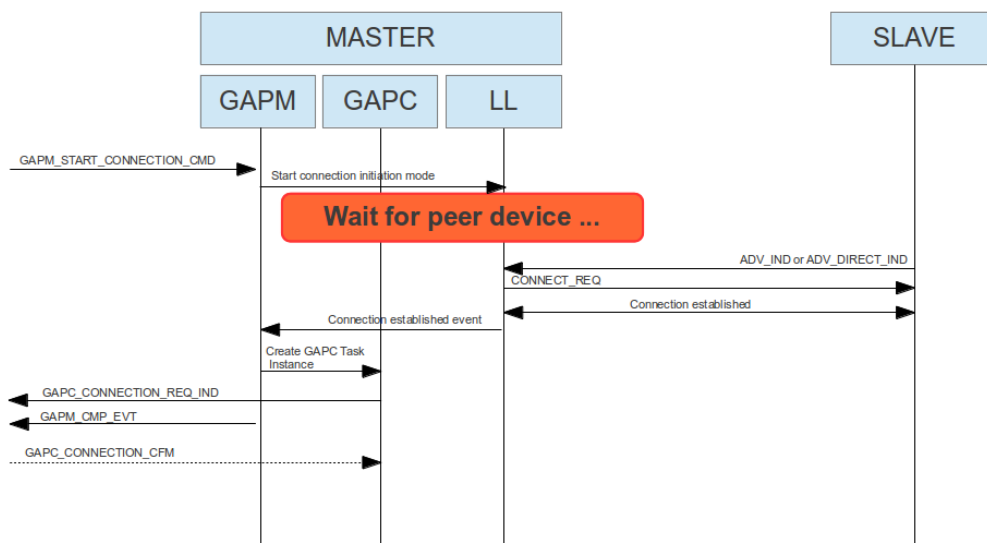 MASTER
SLAVE
GAPM
GAPC
LL
GAPM_START_CONNECTION_CMD
Start connection initiation mode
Wait for peer device ...
ADV_IND or ADV_DIRECT_IND
CONNECT_REQ
Connection established
Connection established event
Create GAPC Task
Instance
GAPC_CONNECTION_REQ_IND
GAPM_CMP_EVT
GAPC_CONNECTION_CFM